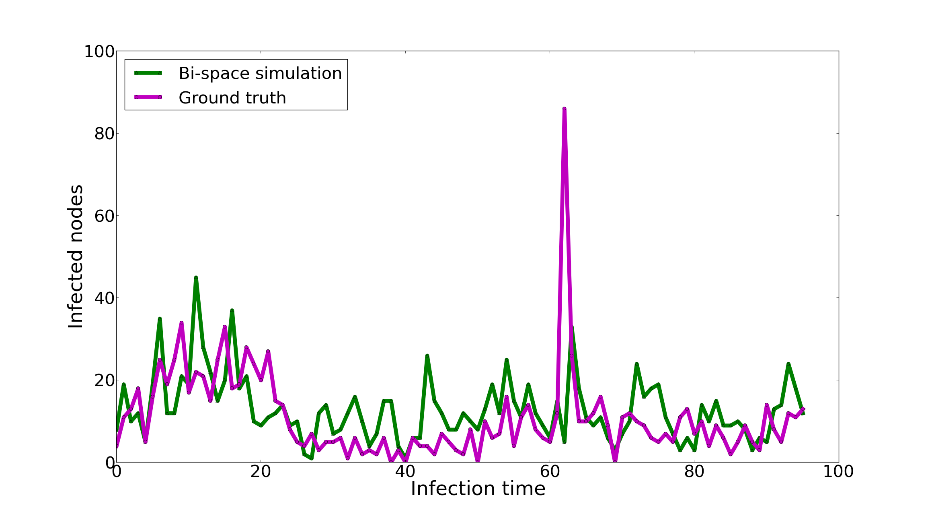 100
Bi-space simulation
Ground truth
80
60
Infected nodes
40
20
0
0 20 40 60 80 100
Infection time